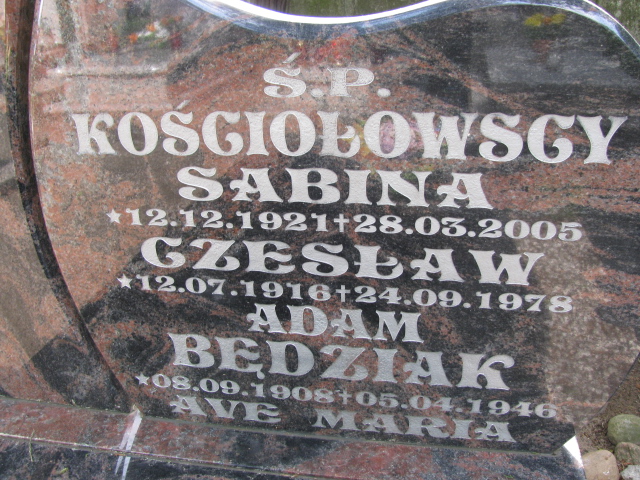 Ś.P.
KOŚCIOŁOWSCY
SABINA
★12.12.1921✝28.03.2005
CZESŁAW
★12.07.1916✝24.09.1978
ADAM
BĘDZIAK
★08.09.1908✝05.04.1946
AVE MARIA